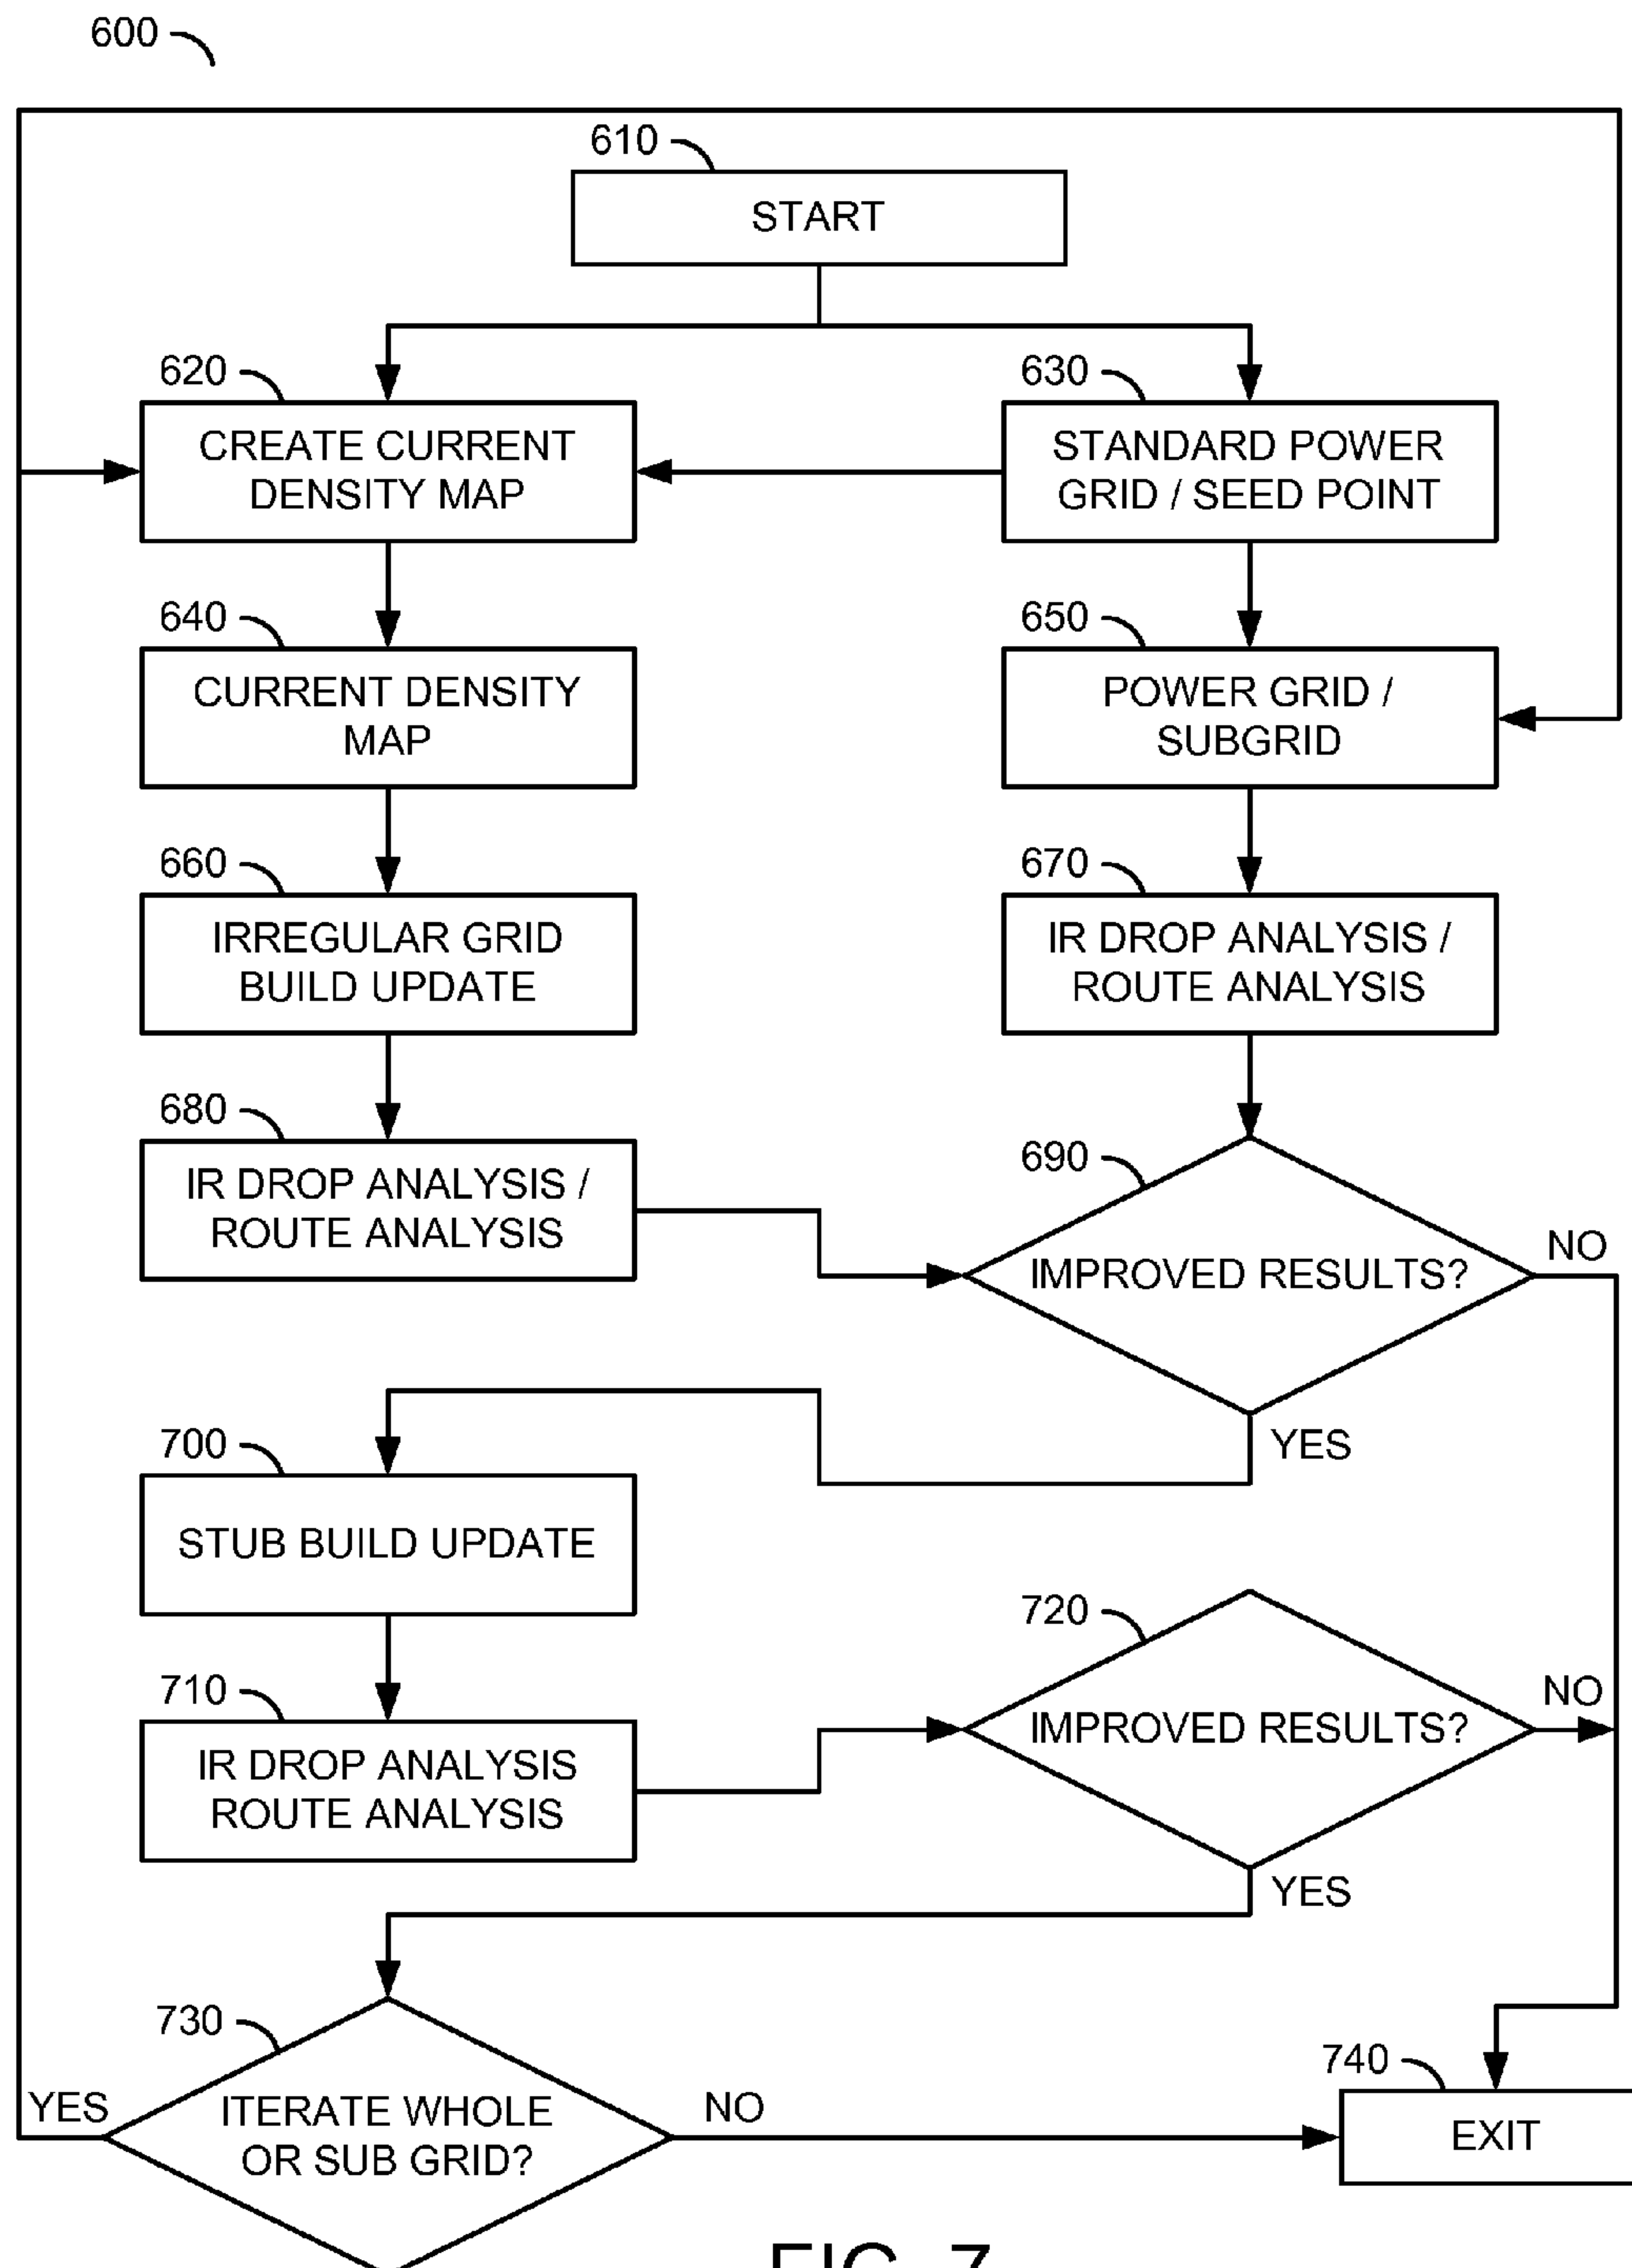 600
610
START
620
CREATE CURRENT
DENSITY MAP
630
STANDARD POWER
GRID / SEED POINT
640
CURRENT DENSITY
MAP
650
POWER GRID /
SUBGRID
660
IRREGULAR GRID
BUILD UPDATE
670
IR DROP ANALYSIS /
ROUTE ANALYSIS
680
IR DROP ANALYSIS /
ROUTE ANALYSIS
690
IMPROVED RESULTS?
NO
YES
700
STUB BUILD UPDATE
710
IR DROP ANALYSIS
ROUTE ANALYSIS
720
IMPROVED RESULTS?
NO
YES
730
ITERATE WHOLE
OR SUB GRID?
YES
NO
740
EXIT
FIG. 7